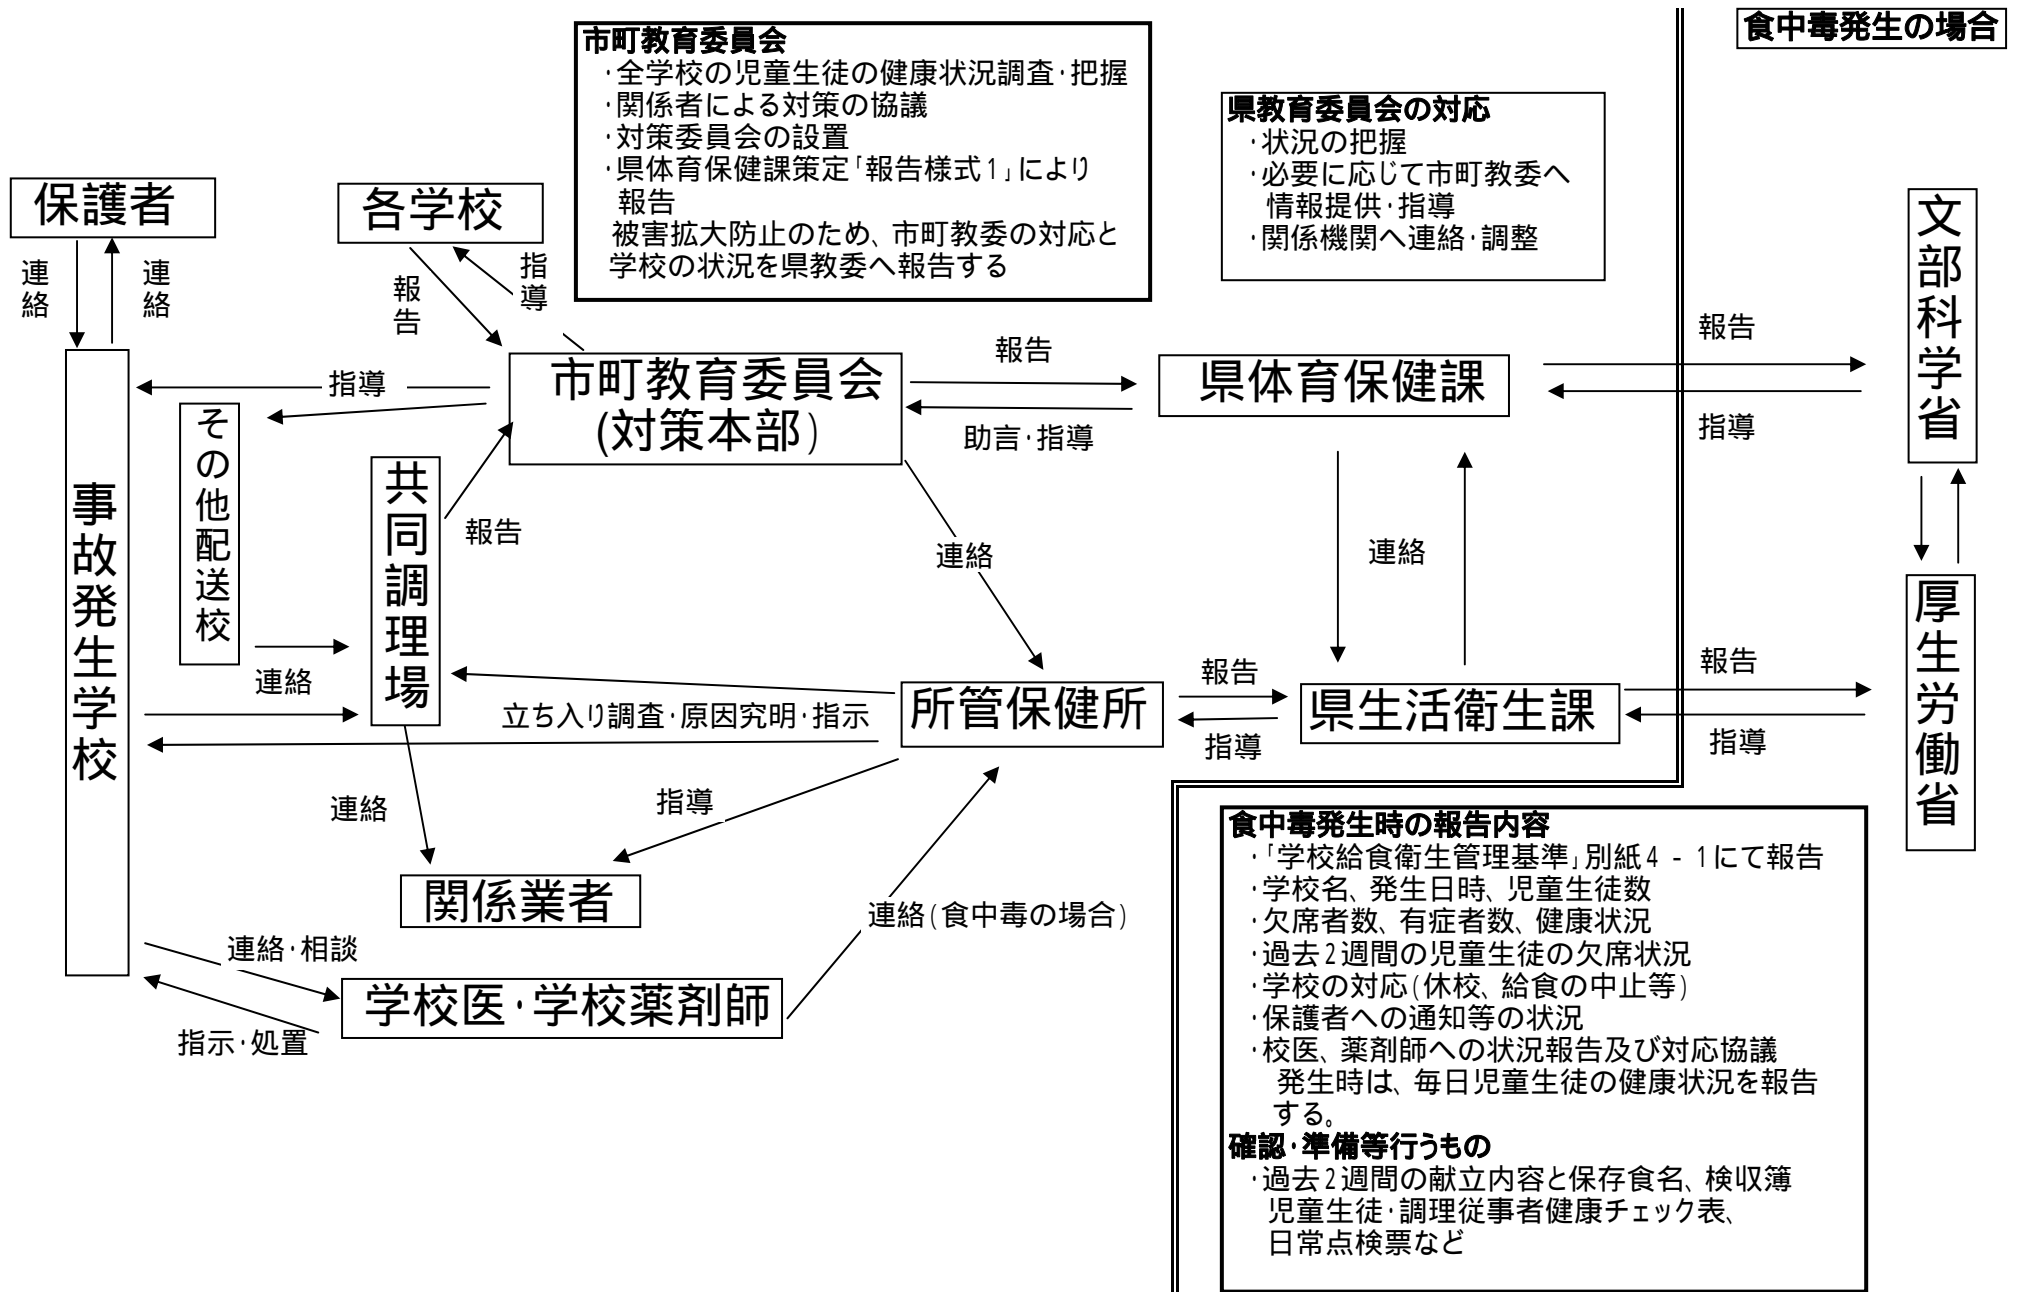 食中毒発生の場合
市町教育委員会
・全学校の児童生徒の健康状況調査・把握
・関係者による対策の協議
・対策委員会の設置
・県体育保健課策定「報告様式1」により
報告
被害拡大防止のため、市町教委の対応と
学校の状況を県教委へ報告する
県教育委員会の対応
・状況の把握
・必要に応じて市町教委へ
情報提供・指導
・関係機関へ連絡・調整
保護者
各学校
連絡
連絡
報告
指導
文部科学省
市町教育委員会
(対策本部)
報告
県体育保健課
報告
指導
助言・指導
指導
その他配送校
共同調理場
事故発生学校
報告
連絡
連絡
厚生労働省
連絡
立ち入り調査・原因究明・指示
所管保健所
報告
指導
県生活衛生課
報告
指導
連絡
指導
関係業者
連絡(食中毒の場合)
連絡・相談
学校医・学校薬剤師
指示・処置
食中毒発生時の報告内容
・「学校給食衛生管理基準」別紙4-1にて報告
・学校名、発生日時、児童生徒数
・欠席者数、有症者数、健康状況
・過去2週間の児童生徒の欠席状況
・学校の対応(休校、給食の中止等)
・保護者への通知等の状況
・校医、薬剤師への状況報告及び対応協議
発生時は、毎日児童生徒の健康状況を報告
する。
確認・準備等行うもの
・過去2週間の献立内容と保存食名、検収簿
児童生徒・調理従事者健康チェック表、
日常点検票など